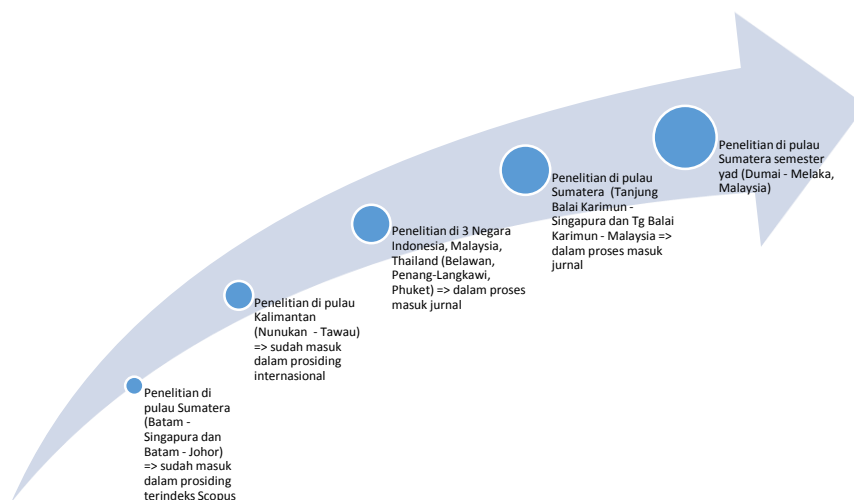 Penelitian di
pulau Sumatera
(Batam -
Singapura dan
Batam - Johor)
=> sudah masuk
dalam prosiding
terindeks Scopus
Penelitian di pulau
Kalimantan
(Nunukan - Tawau)
=> sudah masuk
dalam prosiding
internasional
Penelitian di 3 Negara
Indonesia, Malaysia,
Thailand (Belawan,
Penang-Langkawi,
Phuket) => dalam proses
masuk jurnal
Penelitian di pulau
Sumatera (Tanjung
Balai Karimun -
Singapura dan Tg Balai
Karimun - Malaysia =>
dalam proses masuk
jurnal
Penelitian di pulau
Sumatera semester
yad (Dumai - Melaka,
Malaysia)